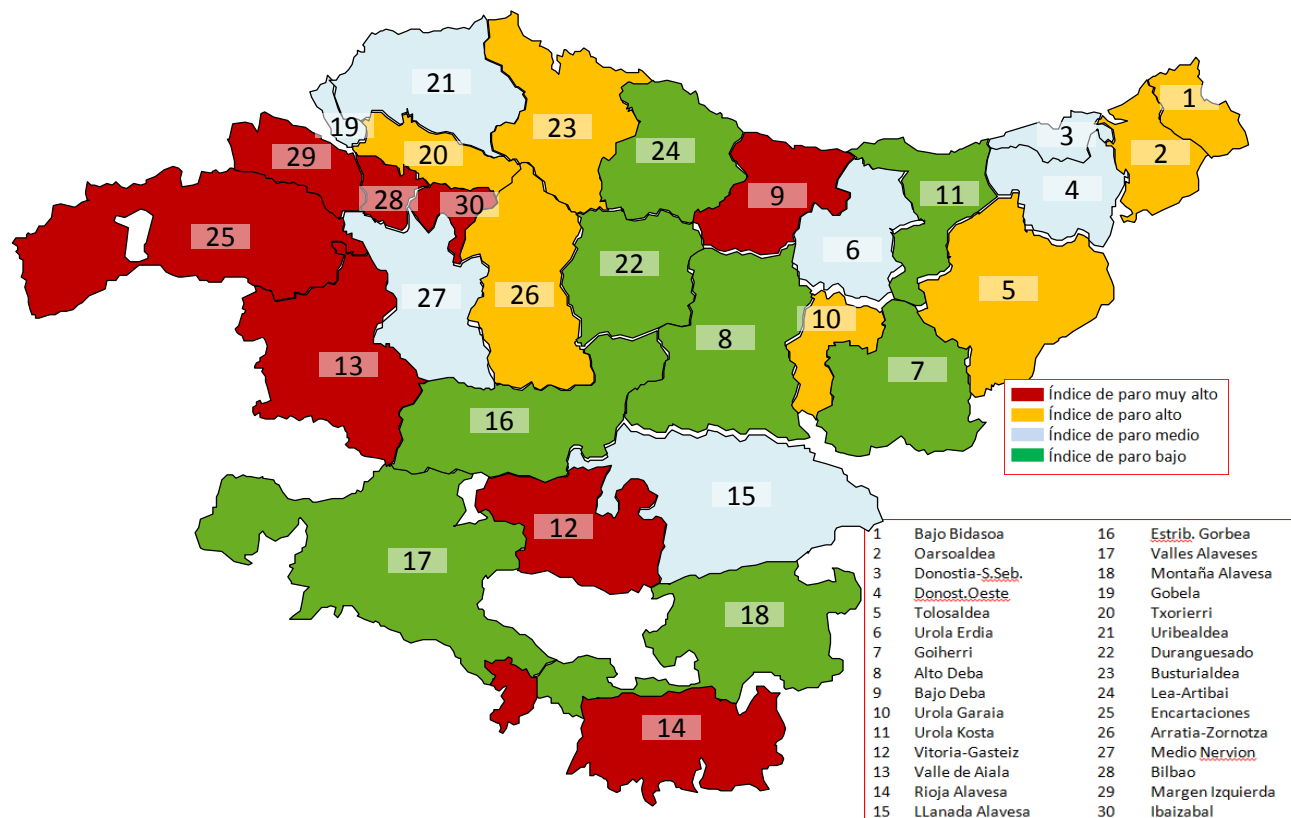 21
1
19
23
3
20
24
2
29
4
28
30
9
11
25
6
22
27
26
5
10
8
13
7
16
Índice de paro muy alto
Índice de paro alto
Índice de paro medio
Índice de paro bajo
15
12
17
18
14
1 Bajo Bidasoa 16 Estrib. Gorbea
2 Oarsoaldea 17 Valles Alaveses
3 Donostia-S.Seb. 18 Montaña Alavesa
4 Donost.Oeste 19 Gobela
5 Tolosaldea 20 Txorierri
6 Urola Erdia 21 Uribealdea
7 Goiherri 22 Duranguesado
8 Alto Deba 23 Busturialdea
9 Bajo Deba 24 Lea-Artibai
10 Urola Garaia 25 Encartaciones
11 Urola Kosta 26 Arratia-Zornotza
12 Vitoria-Gasteiz 27 Medio Nervion
13 Valle de Aiala 28 Bilbao
14 Rioja Alavesa 29 Margen Izquierda
15 LLanada Alavesa 30 Ibaizabal